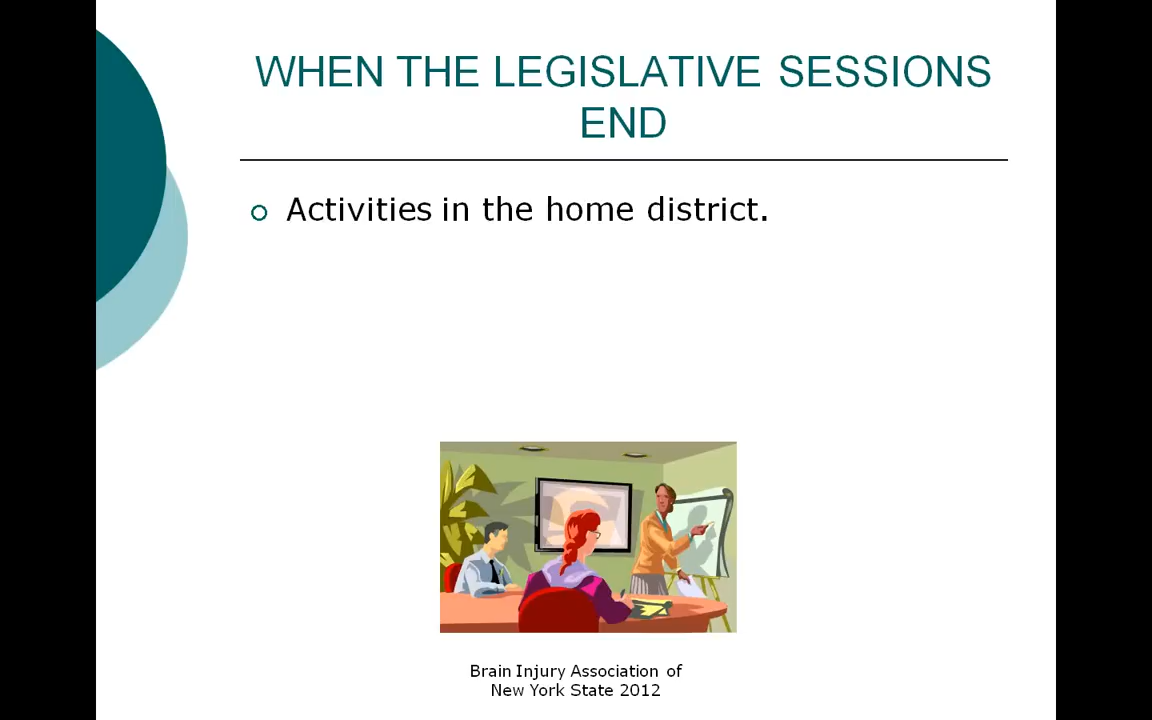 WHEN THE LEGISLATIVE SESSIONS
END
Activities in the home district.
Brain Injury Association of
New York State 2012